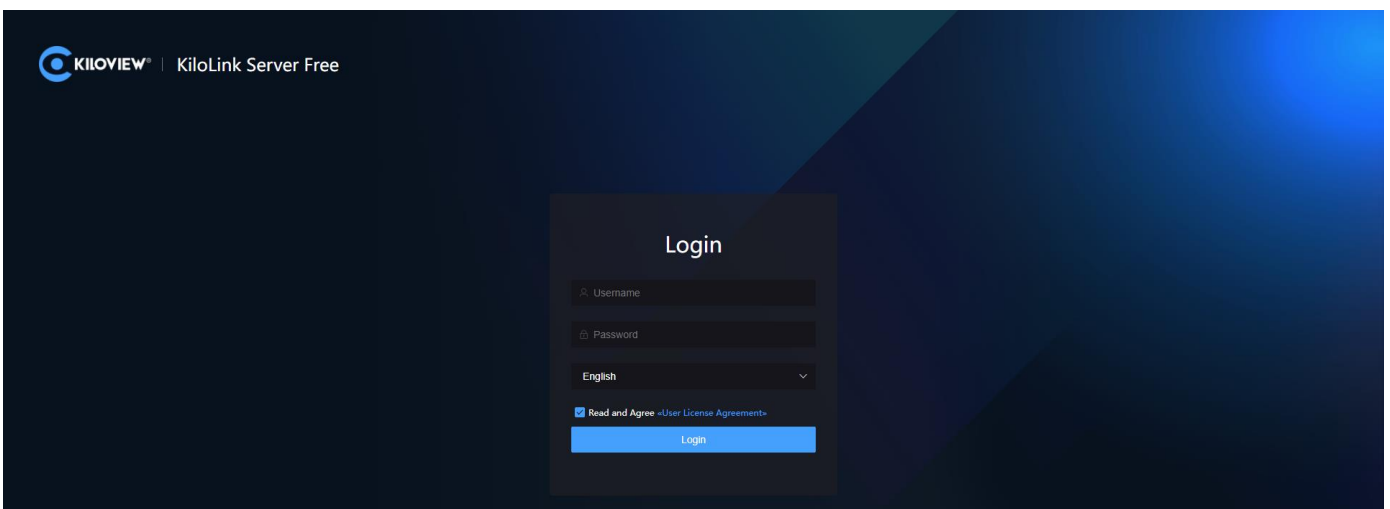 KILOVIEW® | KiloLink Server Free
Login
Username
Password
English
Read and Agree «User License Agreement»
Login